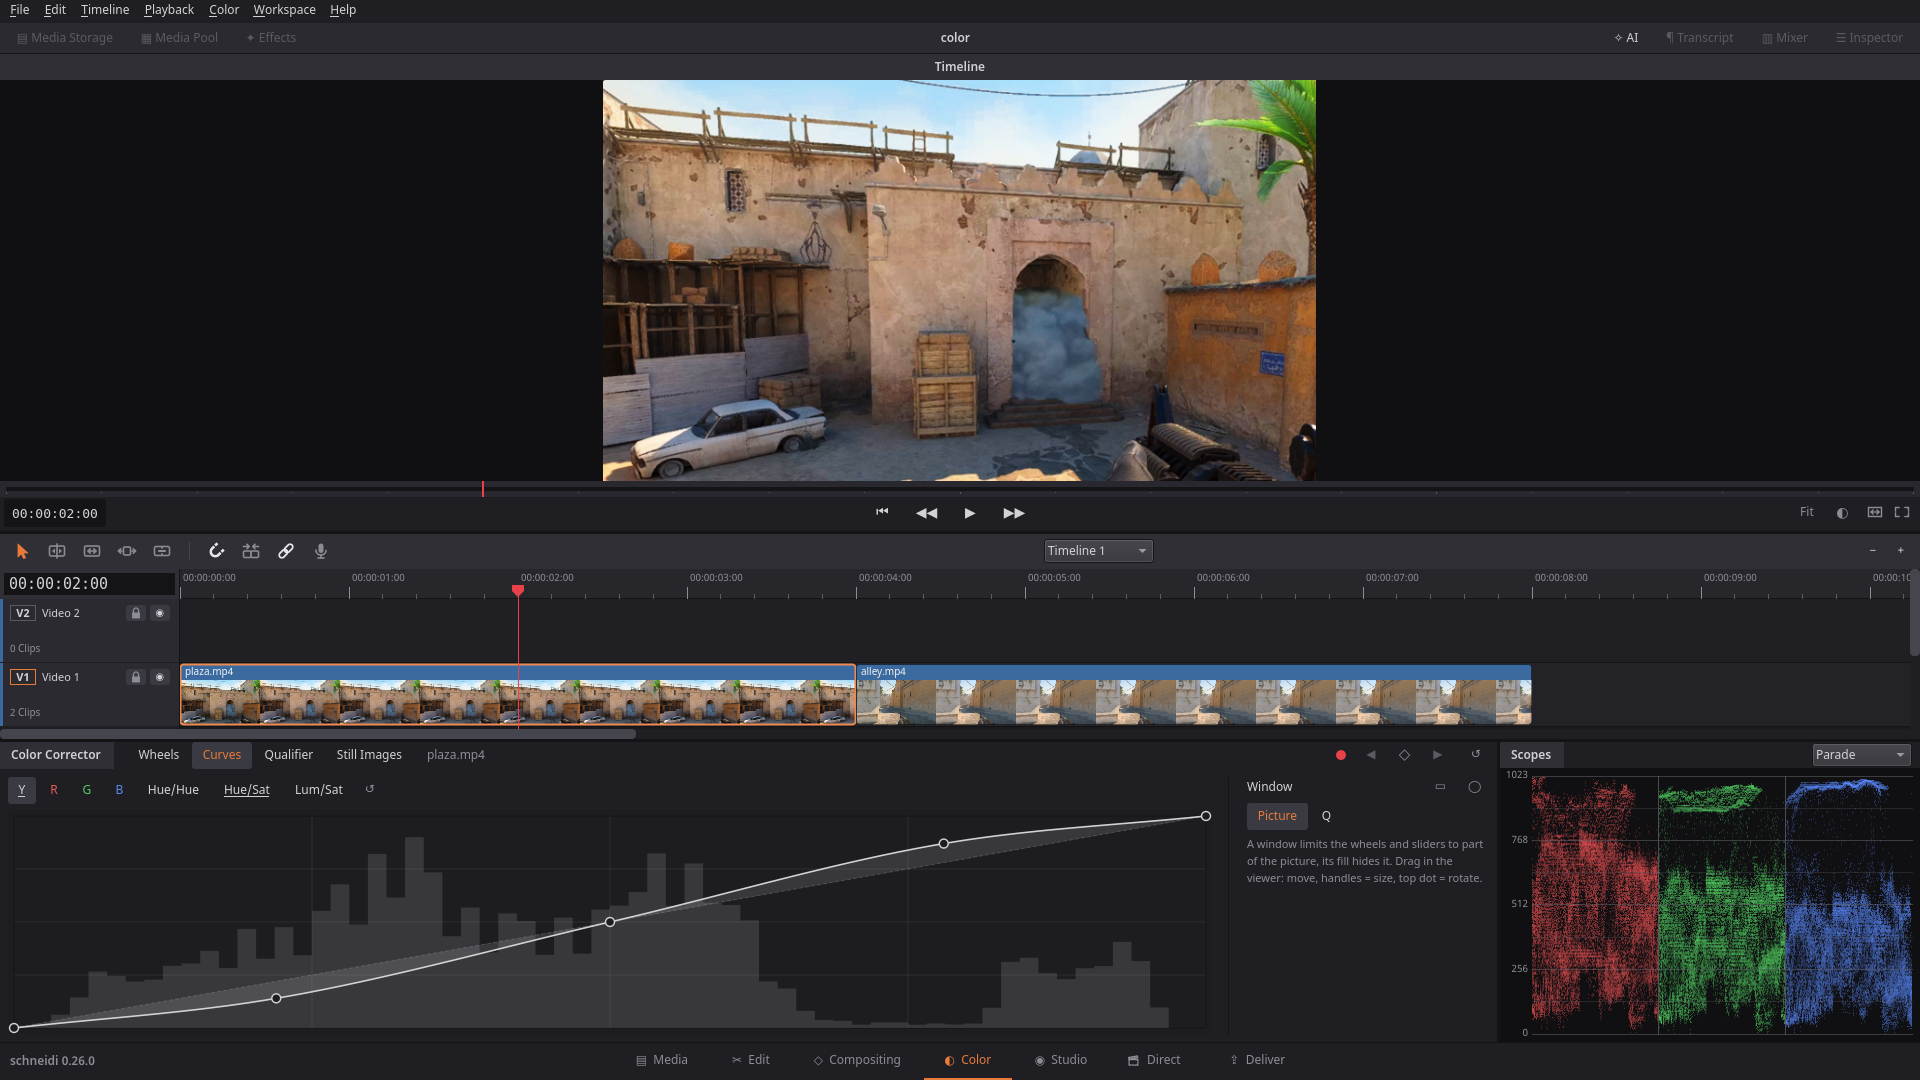 File Edit Timeline Playback Color Workspace Help
Media Storage Media Pool Effects color AI Transcript Mixer Inspector
Timeline
00:00:02:00 Fit
Timeline 1
00:00:02:00 00:00:00:00 00:00:01:00 00:00:02:00 00:00:03:00 00:00:04:00 00:00:05:00 00:00:06:00 00:00:07:00 00:00:08:00 00:00:09:00 00:00:10
V2 Video 2
0 Clips
V1 Video 1 plaza.mp4 alley.mp4
2 Clips
Color Corrector Wheels Curves Qualifier Still Images plaza.mp4 Scopes Parade
Y R G B Hue/Hue Hue/Sat Lum/Sat
Window
Picture Q
A window limits the wheels and sliders to part
of the picture, its fill hides it. Drag in the
viewer: move, handles = size, top dot = rotate.
1023
768
512
256
0
schneidi 0.26.0 Media Edit Compositing Color Studio Direct Deliver